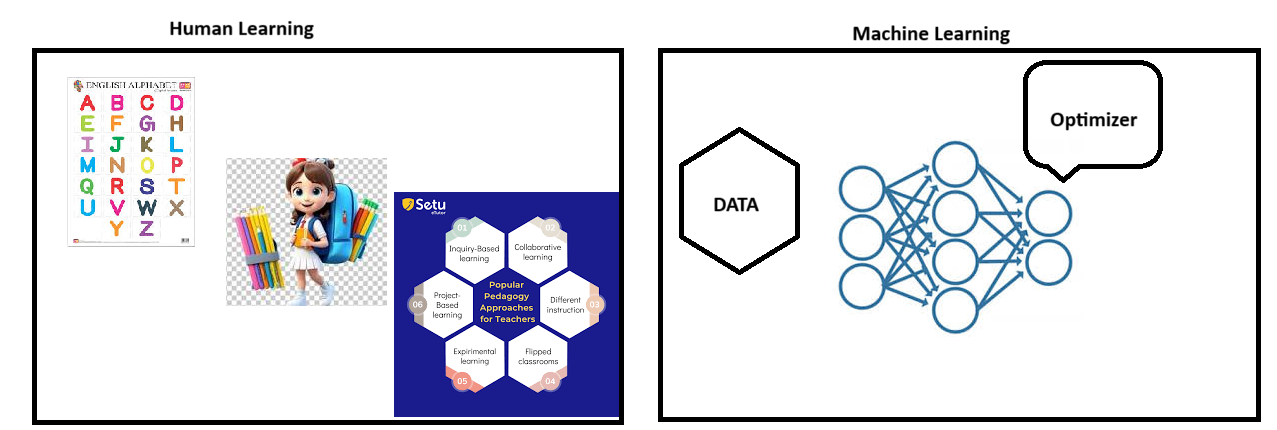 Human Learning
Machine Learning
ENGLISH ALPHABET
A B C D
E F G H
I J K L
M N O P
Q R S T
U V W X
Y Z
Setu
eTutor
Popular
Pedagogy
Approaches
for Teachers
01
Inquiry-Based
learning
02
Collaborative
learning
Different
instruction
03
Flipped
classrooms
04
Expirimental
learning
05
Project-
Based
learning
06
DATA
Optimizer